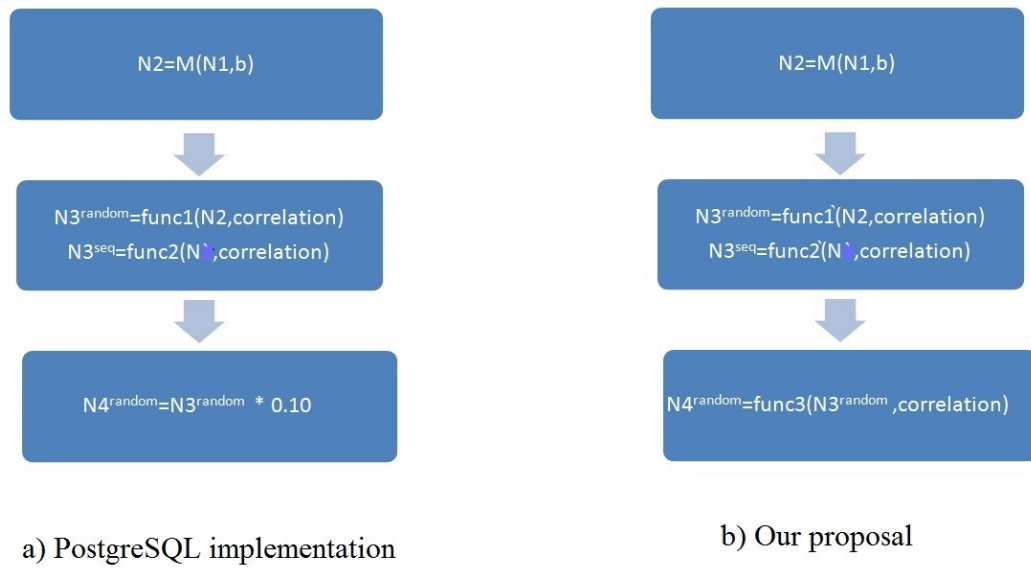 N2=M(N1,b)
N3random=func1(N2,correlation)
N3seq=func2(N ,correlation)
N4random=N3random * 0.10
a) PostgreSQL implementation
N2=M(N1,b)
N3random=func1`(N2,correlation)
N3seq=func2`(N ,correlation)
N4random=func3(N3random ,correlation)
b) Our proposal